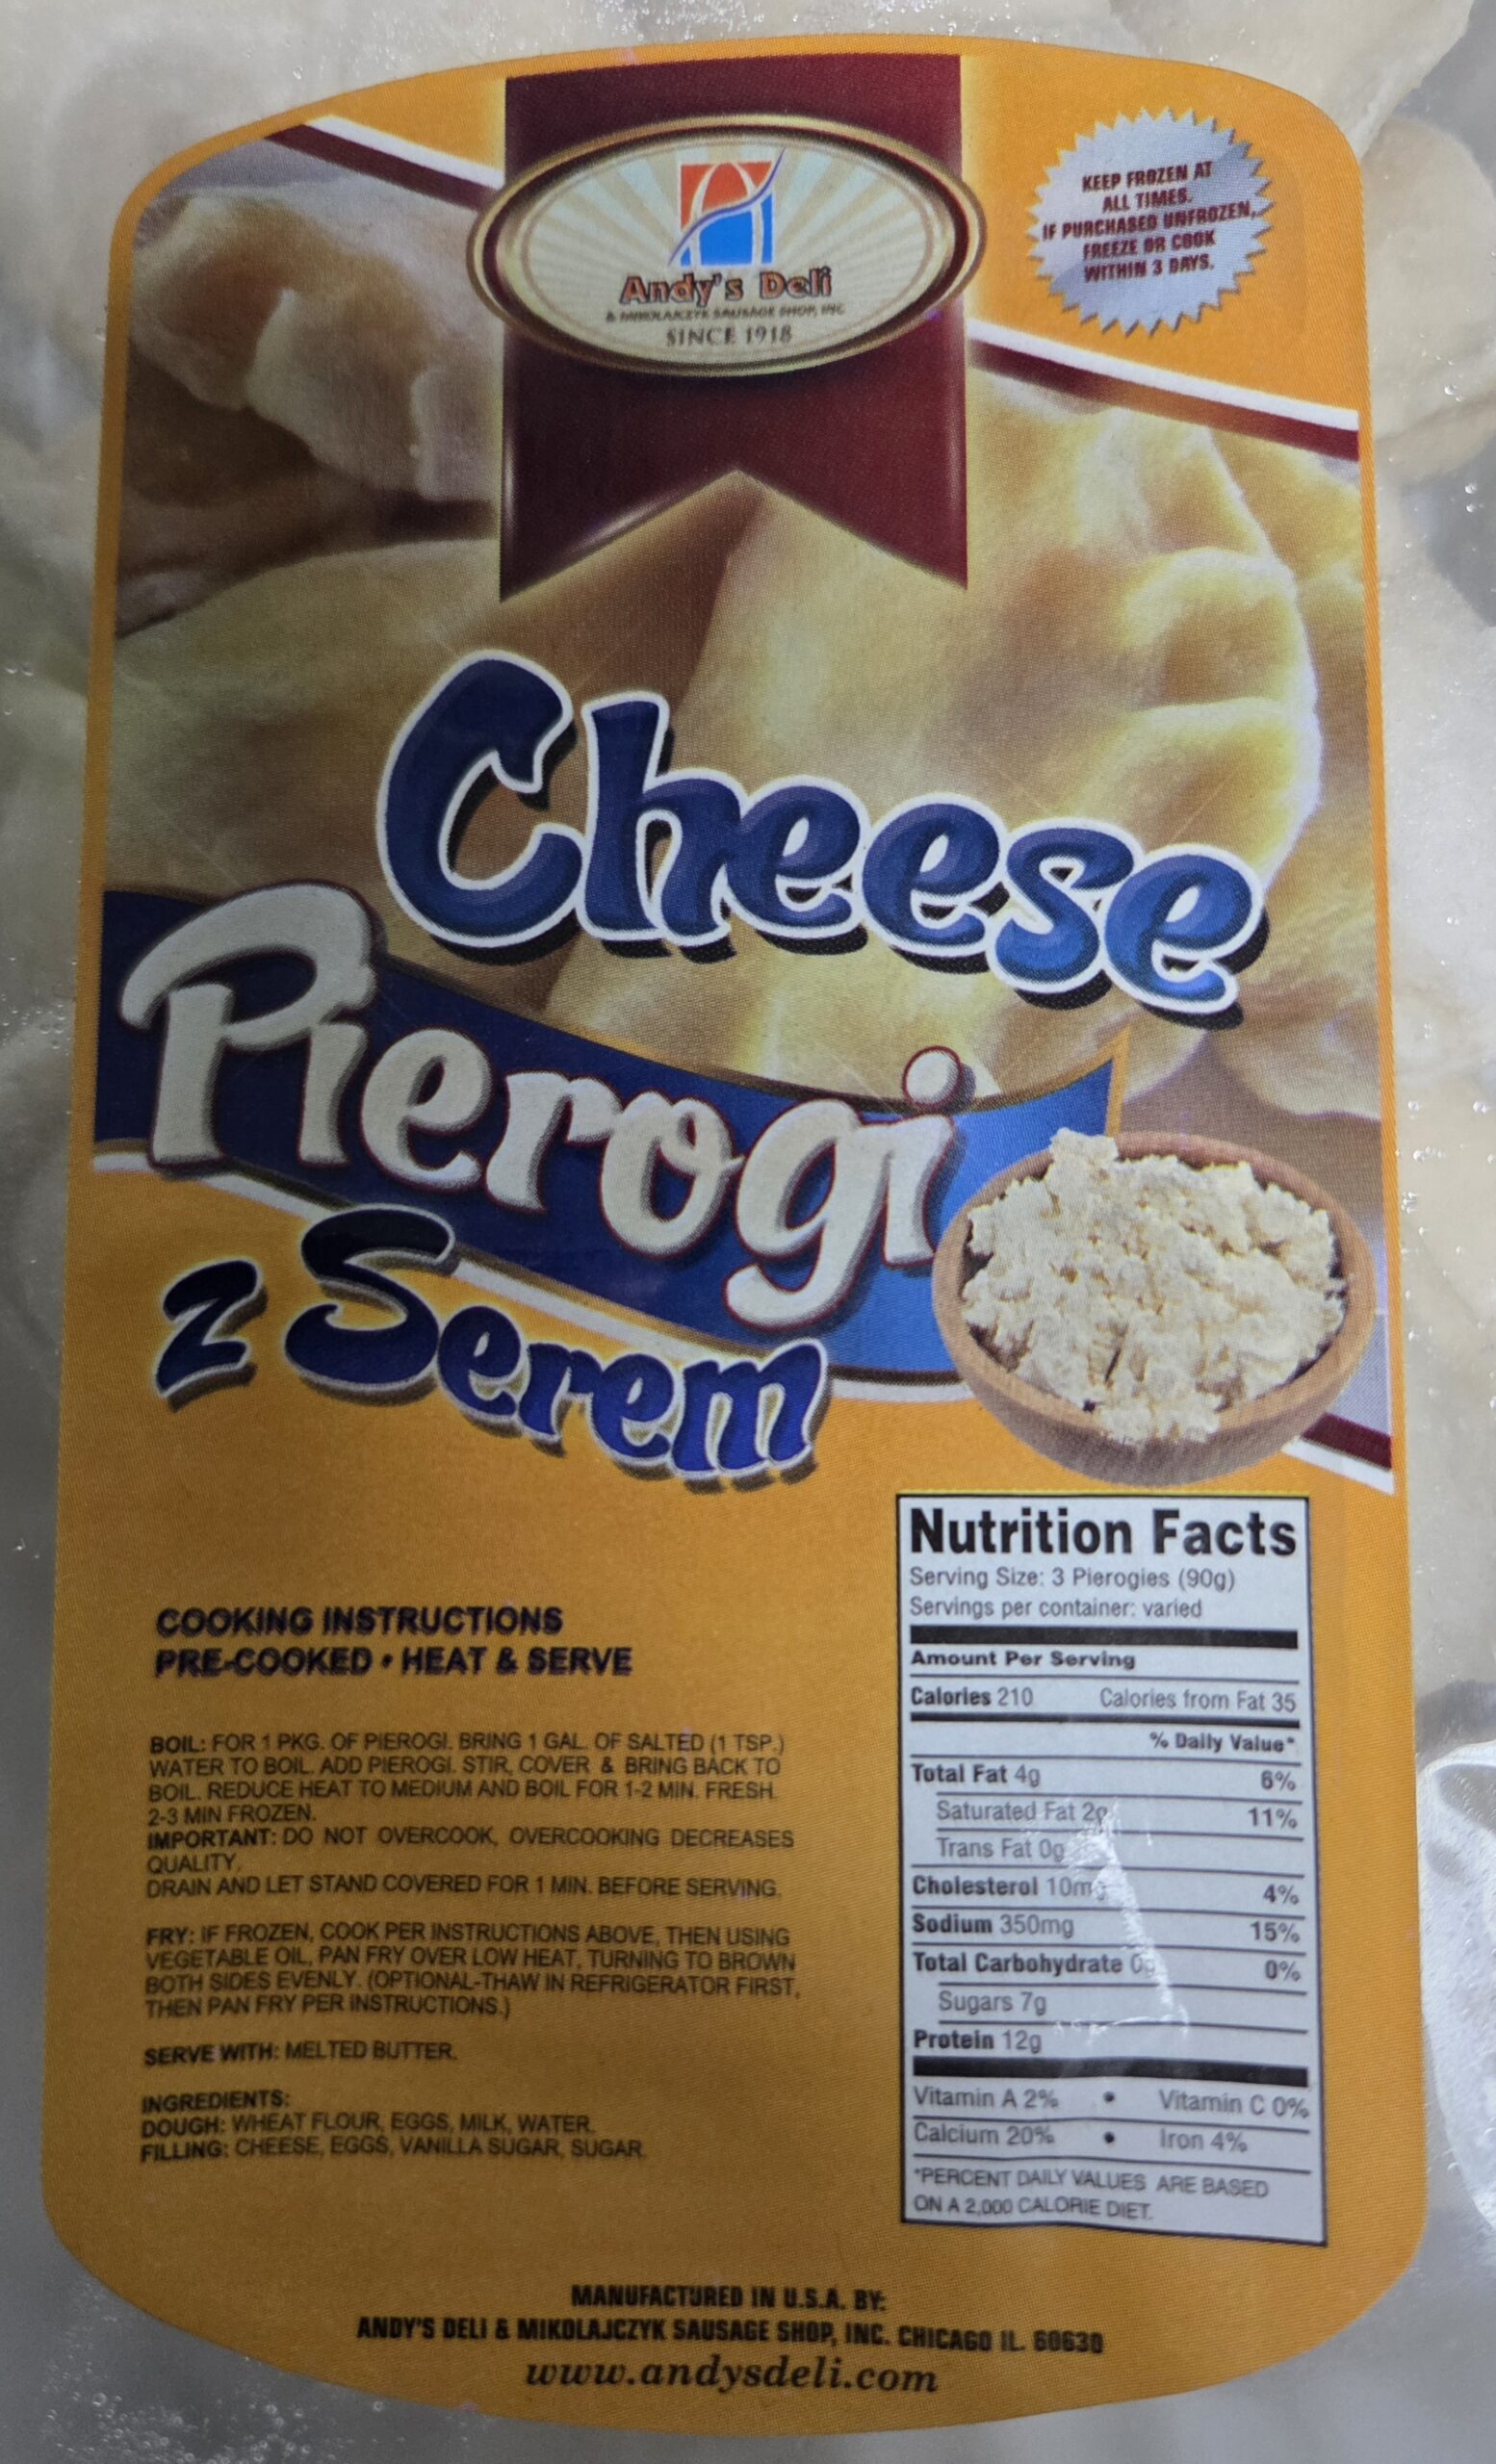 KEEP FROZEN AT
ALL TIMES.
IF PURCHASED UNFROZEN,
FREEZE OR COOK
WITHIN 3 DAYS.
Andy's Deli
& MIKOLAJCZYK SAUSAGE SHOP, INC
SINCE 1918
Cheese
Pierogi
z Serem
COOKING INSTRUCTIONS
PRE-COOKED • HEAT & SERVE
BOIL: FOR 1 PKG. OF PIEROGI. BRING 1 GAL. OF SALTED (1 TSP.)
WATER TO BOIL. ADD PIEROGI. STIR, COVER & BRING BACK TO
BOIL. REDUCE HEAT TO MEDIUM AND BOIL FOR 1-2 MIN. FRESH.
2-3 MIN FROZEN.
IMPORTANT: DO NOT OVERCOOK, OVERCOOKING DECREASES
QUALITY.
DRAIN AND LET STAND COVERED FOR 1 MIN. BEFORE SERVING.
FRY: IF FROZEN, COOK PER INSTRUCTIONS ABOVE, THEN USING
VEGETABLE OIL, PAN FRY OVER LOW HEAT, TURNING TO BROWN
BOTH SIDES EVENLY. (OPTIONAL-THAW IN REFRIGERATOR FIRST,
THEN PAN FRY PER INSTRUCTIONS.)
SERVE WITH: MELTED BUTTER.
INGREDIENTS:
DOUGH: WHEAT FLOUR, EGGS, MILK, WATER.
FILLING: CHEESE, EGGS, VANILLA SUGAR, SUGAR.
Nutrition Facts
Serving Size: 3 Pierogies (90g)
Servings per container: varied
Amount Per Serving
Calories 210 Calories from Fat 35
% Daily Value*
Total Fat 4g 6%
Saturated Fat 2g 11%
Trans Fat 0g
Cholesterol 10mg 4%
Sodium 350mg 15%
Total Carbohydrate 0g 0%
Sugars 7g
Protein 12g
Vitamin A 2% • Vitamin C 0%
Calcium 20% • Iron 4%
*PERCENT DAILY VALUES ARE BASED
ON A 2,000 CALORIE DIET.
MANUFACTURED IN U.S.A. BY:
ANDY'S DELI & MIKOLAJCZYK SAUSAGE SHOP, INC. CHICAGO IL. 60630
www.andysdeli.com